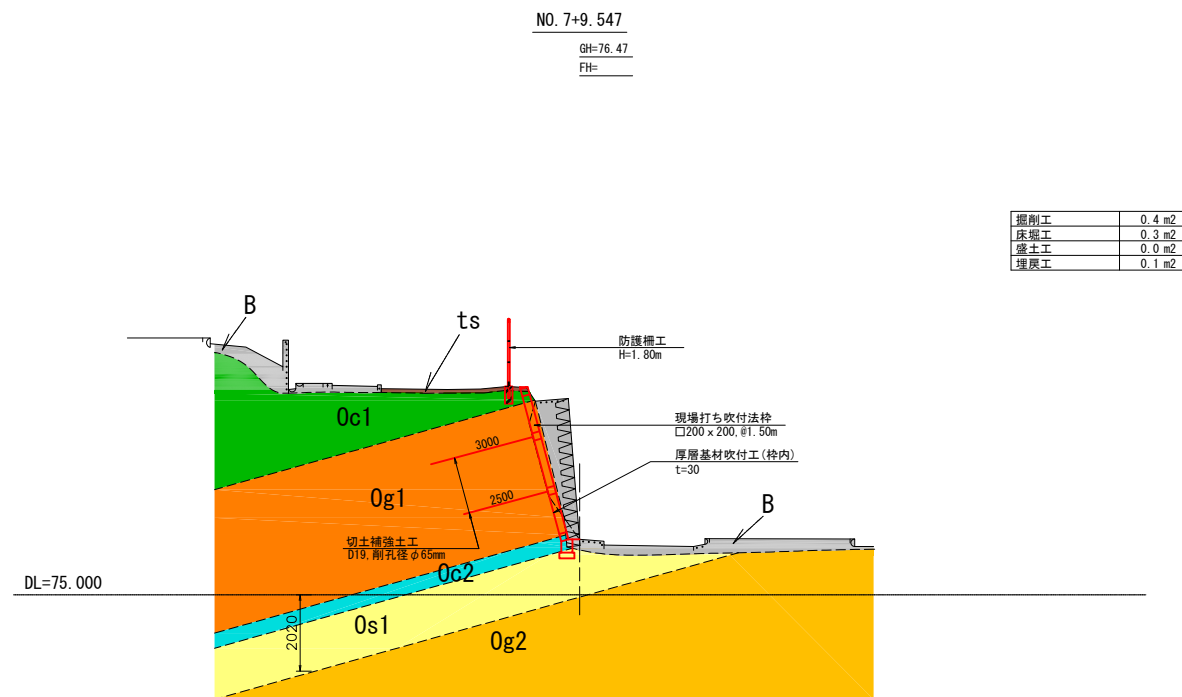 NO. 7+9.547
GH=76.47
FH=
掘削工 0.4 m2
床堀工 0.3 m2
盛土工 0.0 m2
埋戻工 0.1 m2
B
ts
防護柵工
H=1.80m
Oc1
現場打ち吹付法枠
□200 x 200,@1.50m
3000
厚層基材吹付工(枠内)
t=30
Og1
2500
B
切土補強土工
D19,削孔径φ65mm
Oc2
DL=75.000
Os1
2020
Og2